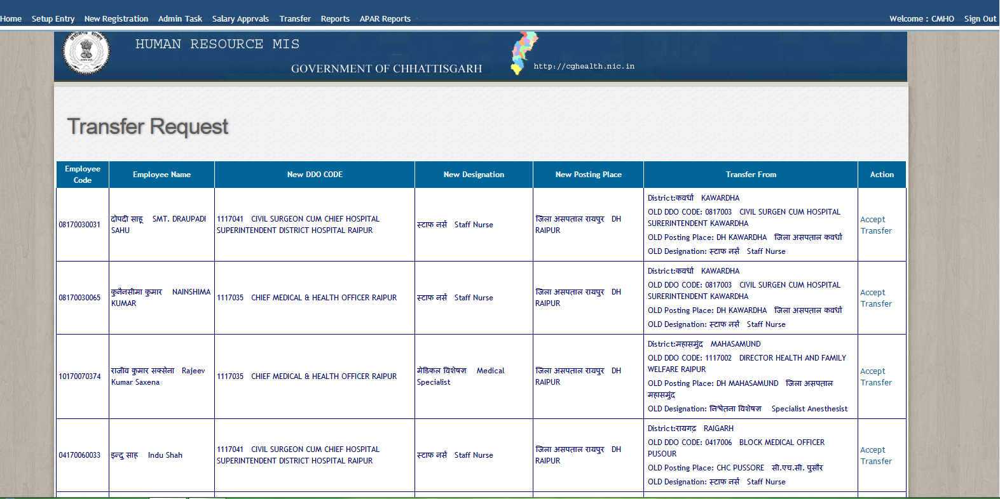 Home Setup Entry New Registration Admin Task Salary Apprvals Transfer Reports APAR Reports Welcome : CMHO Sign Out
HUMAN RESOURCE MIS
GOVERNMENT OF CHHATTISGARH
http://cghealth.nic.in
Transfer Request
Employee Code
Employee Name
New DDO CODE
New Designation
New Posting Place
Transfer From
Action
08170030031
दोपदी साहू SMT. DRAUPADI
SAHU
1117041 CIVIL SURGEON CUM CHIEF HOSPITAL
SUPERINTENDENT DISTRICT HOSPITAL RAIPUR
स्टाफ नर्स Staff Nurse
जिला असपताल रायपुर DH
RAIPUR
District:कवर्धा KAWARDHA
OLD DDO CODE: 0817003 CIVIL SURGEN CUM HOSPITAL
SURERINTENDENT KAWARDHA
OLD Posting Place: DH KAWARDHA जिला असपताल कवर्धा
OLD Designation: स्टाफ नर्स Staff Nurse
Accept
Transfer
08170030065
कुनैनसीमा कुमार NAINSHIMA
KUMAR
1117035 CHIEF MEDICAL & HEALTH OFFICER RAIPUR
स्टाफ नर्स Staff Nurse
जिला असपताल रायपुर DH
RAIPUR
District:कवर्धा KAWARDHA
OLD DDO CODE: 0817003 CIVIL SURGEN CUM HOSPITAL
SURERINTENDENT KAWARDHA
OLD Posting Place: DH KAWARDHA जिला असपताल कवर्धा
OLD Designation: स्टाफ नर्स Staff Nurse
Accept
Transfer
10170070374
राजीव कुमार सक्सेना Rajeev
Kumar Saxena
1117035 CHIEF MEDICAL & HEALTH OFFICER RAIPUR
मेडिकल विशेषज्ञ Medical
Specialist
जिला असपताल रायपुर DH
RAIPUR
District:महासमुंद MAHASAMUND
OLD DDO CODE: 1117002 DIRECTOR HEALTH AND FAMILY
WELFARE RAIPUR
OLD Posting Place: DH MAHASAMUND जिला असपताल
महासमुंद
OLD Designation: निश्चेतना विशेषज्ञ Specialist Anesthesist
Accept
Transfer
04170060033
इन्दु साह Indu Shah
1117041 CIVIL SURGEON CUM CHIEF HOSPITAL
SUPERINTENDENT DISTRICT HOSPITAL RAIPUR
स्टाफ नर्स Staff Nurse
जिला असपताल रायपुर DH
RAIPUR
District:रायगढ़ RAIGARH
OLD DDO CODE: 0417006 BLOCK MEDICAL OFFICER
PUSOUR
OLD Posting Place: CHC PUSSORE सी.एच.सी. पुसौर
OLD Designation: स्टाफ नर्स Staff Nurse
Accept
Transfer